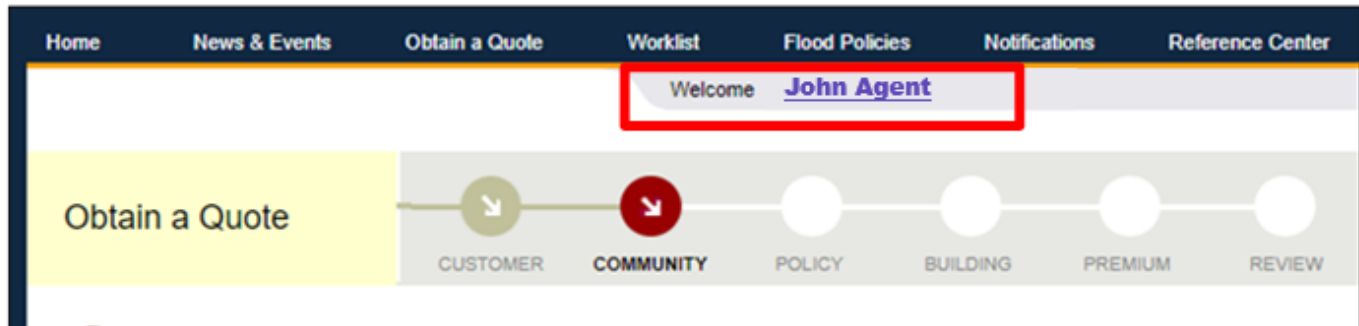 Home News & Events Obtain a Quote Worklist Flood Policies Notifications Reference Center
Welcome John Agent
Obtain a Quote
CUSTOMER COMMUNITY POLICY BUILDING PREMIUM REVIEW